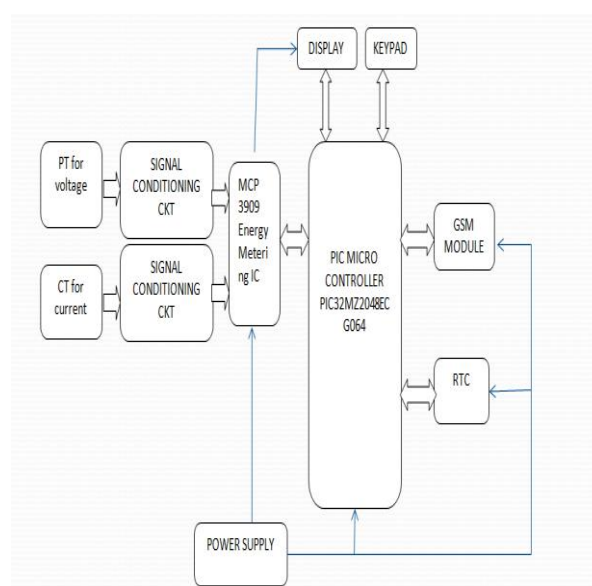 DISPLAY
KEYPAD
PT for
voltage
SIGNAL
CONDITIONING
CKT
MCP
3909
Energy
Meteri
ng IC
CT for
current
SIGNAL
CONDITIONING
CKT
PIC MICRO
CONTROLLER
PIC32MZ2048EC
G064
GSM
MODULE
RTC
POWER SUPPLY